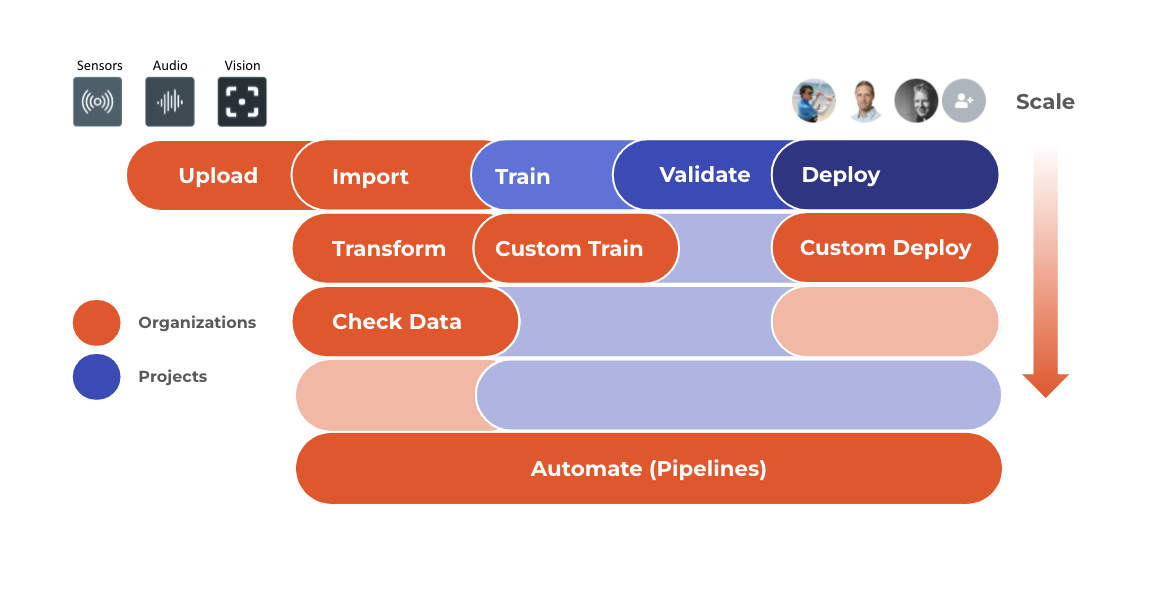 Sensors Audio Vision
Scale
Upload Import Train Validate Deploy
Transform Custom Train Custom Deploy
Check Data
Organizations
Projects
Automate (Pipelines)